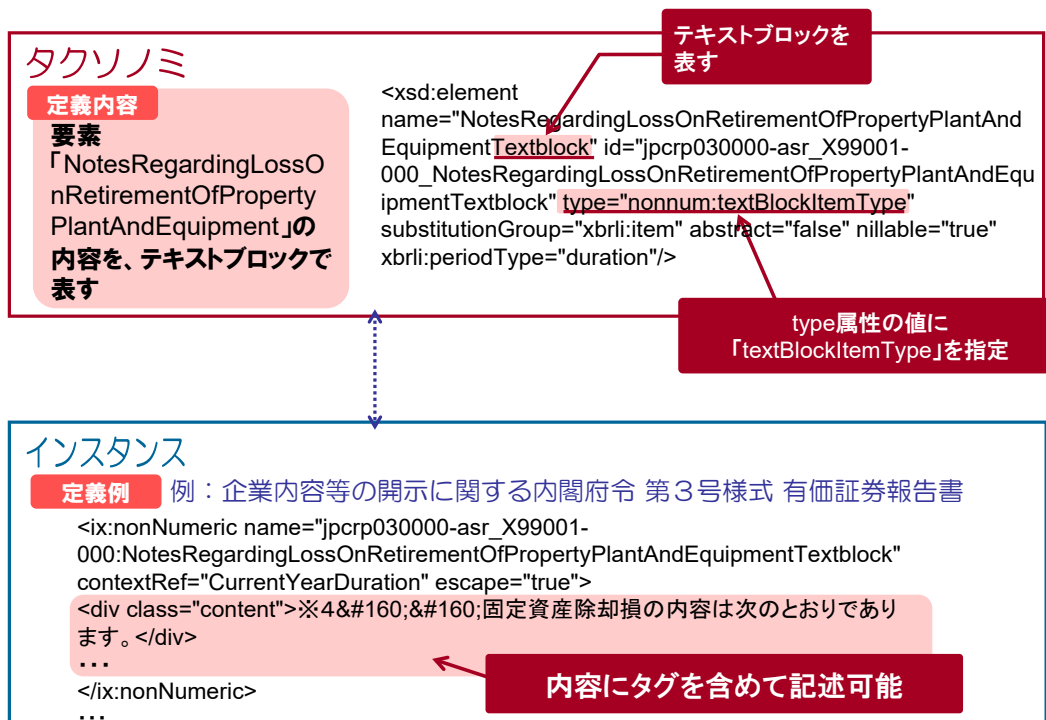 テキストブロックを
表す
タクソノミ
定義内容
要素
「NotesRegardingLossO
nRetirementOfProperty
PlantAndEquipment」の
内容を、テキストブロックで
表す
<xsd:element
name="NotesRegardingLossOnRetirementOfPropertyPlantAnd
EquipmentTextblock" id="jpcrp030000-asr_X99001-
000_NotesRegardingLossOnRetirementOfPropertyPlantAndEqu
ipmentTextblock" type="nonnum:textBlockItemType"
substitutionGroup="xbrli:item" abstract="false" nillable="true"
xbrli:periodType="duration"/>
type属性の値に
「textBlockItemType」を指定
インスタンス
定義例 例：企業内容等の開示に関する内閣府令 第３号様式 有価証券報告書
<ix:nonNumeric name="jpcrp030000-asr_X99001-
000:NotesRegardingLossOnRetirementOfPropertyPlantAndEquipmentTextblock"
contextRef="CurrentYearDuration" escape="true">
<div class="content">※４&#160;&#160;固定資産除却損の内容は次のとおりであり
ます。</div>
・・・
</ix:nonNumeric>
・・・
内容にタグを含めて記述可能